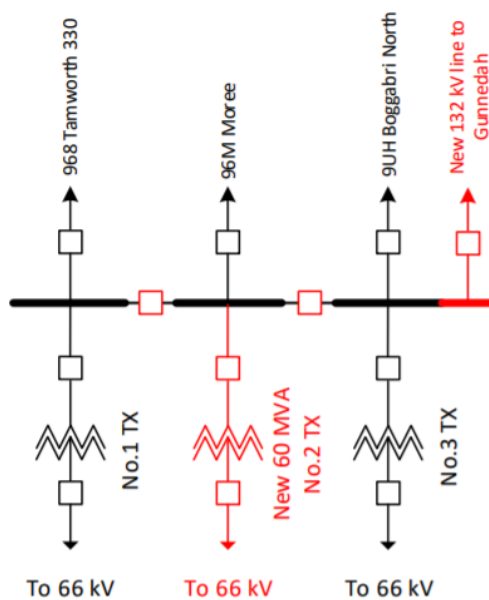 968 Tamworth 330
96M Moree
9UH Boggabri North
New 132 kV line to
Gunnedah
No.1 TX
New 60 MVA
No.2 TX
No.3 TX
To 66 kV
To 66 kV
To 66 kV